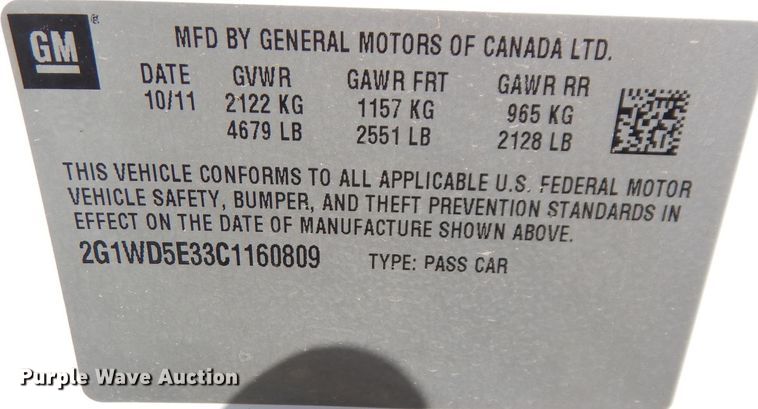 GM
®
MFD BY GENERAL MOTORS OF CANADA LTD.
DATE GVWR GAWR FRT GAWR RR
10/11 2122 KG 1157 KG 965 KG
4679 LB 2551 LB 2128 LB
THIS VEHICLE CONFORMS TO ALL APPLICABLE U.S. FEDERAL MOTOR
VEHICLE SAFETY, BUMPER, AND THEFT PREVENTION STANDARDS IN
EFFECT ON THE DATE OF MANUFACTURE SHOWN ABOVE.
2G1WD5E33C1160809 TYPE: PASS CAR
Purple Wave Auction